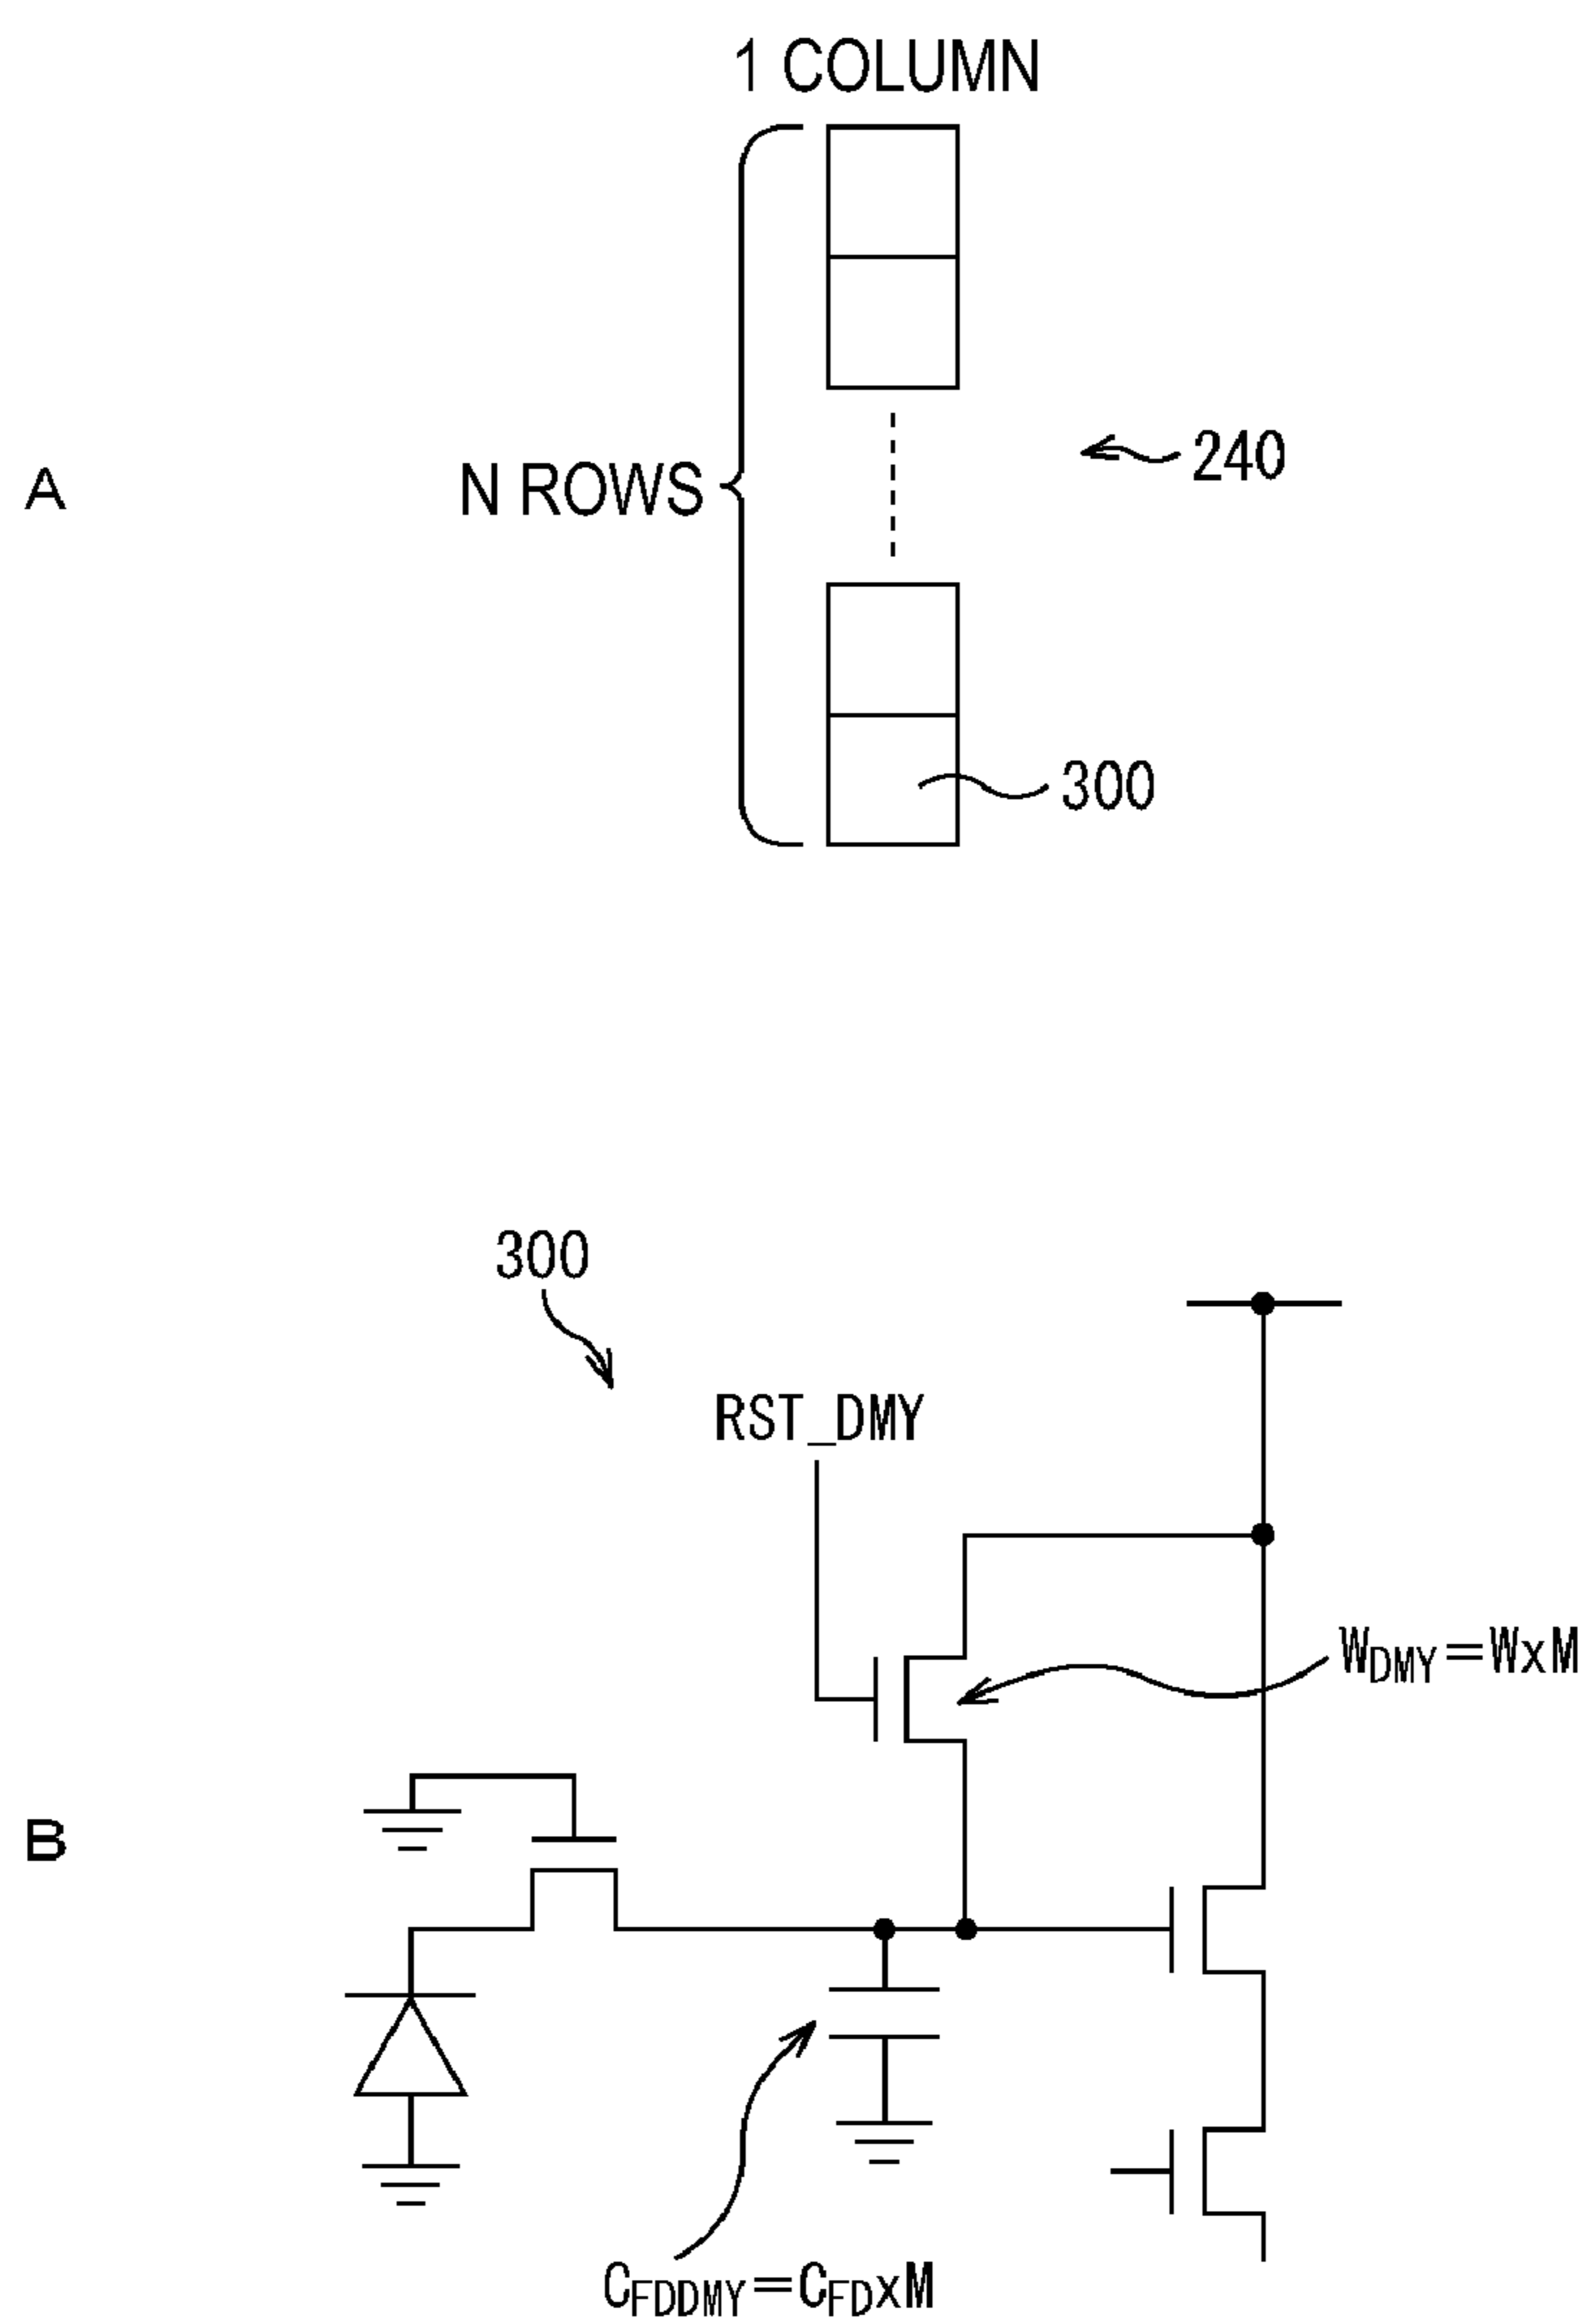 1 COLUMN
240
A
N ROWS
300
300
RST_DMY
W_DMY=WxM
B
C_FDDMY=C_FDxM